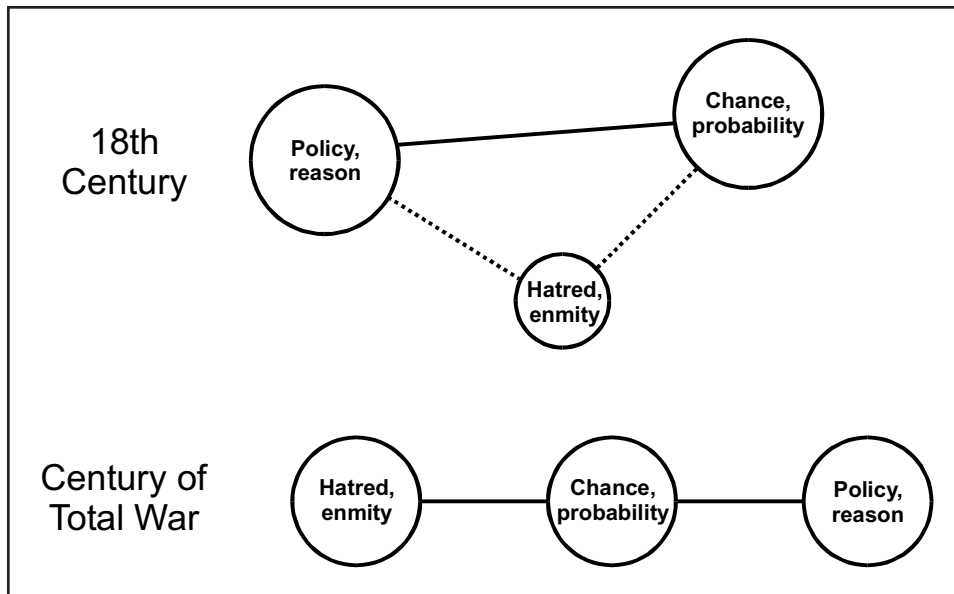 18th
Century
Policy,
reason
Chance,
probability
Hatred,
enmity
Century of
Total War
Hatred,
enmity
Chance,
probability
Policy,
reason